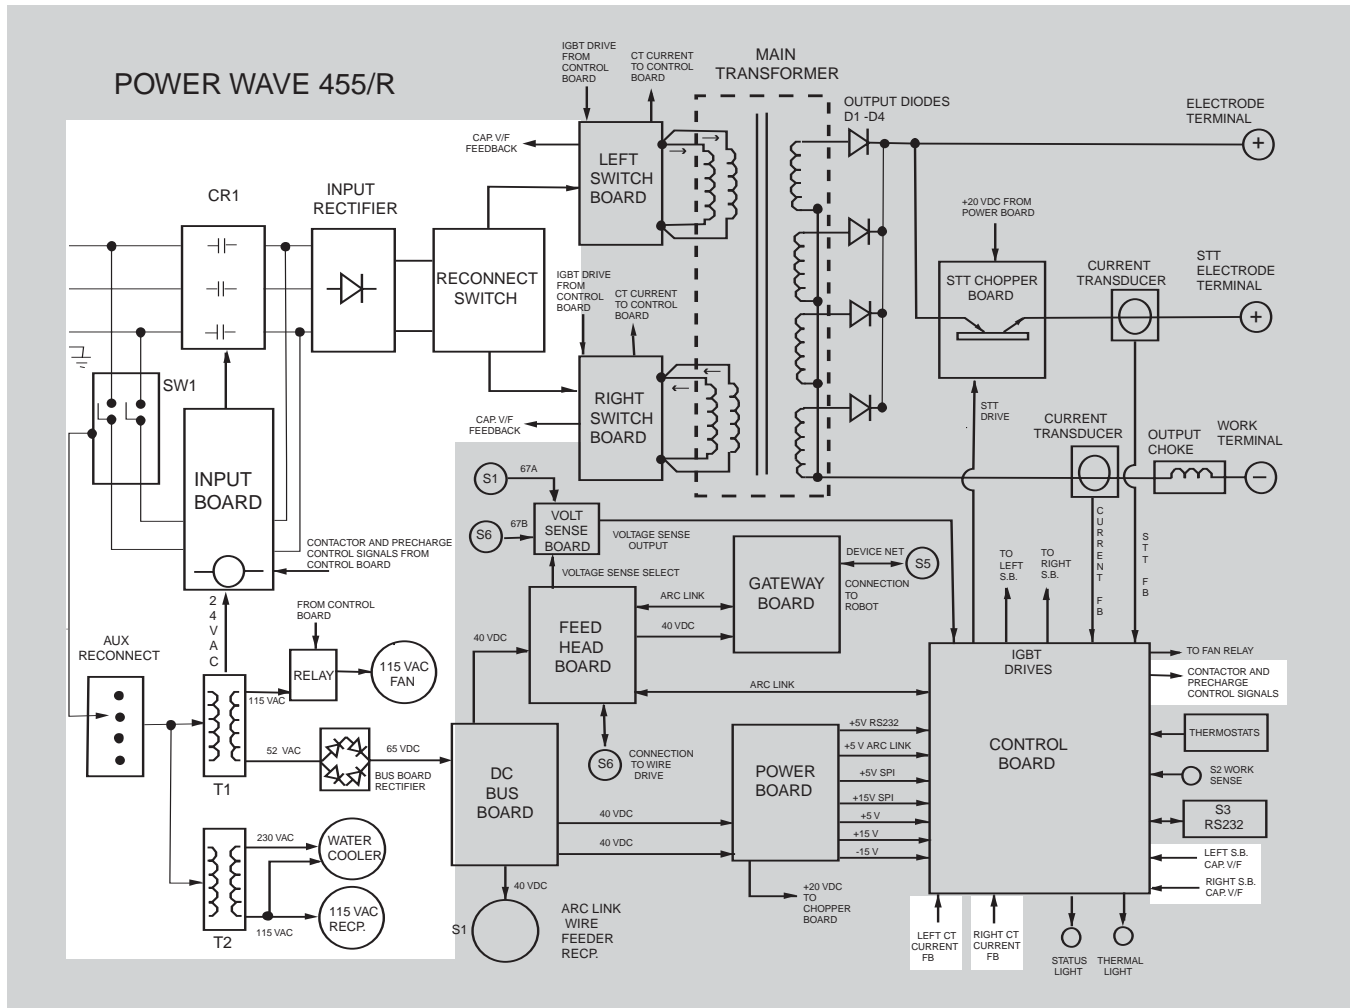 POWER WAVE 455/R
IGBT DRIVE
FROM
CONTROL
BOARD
CT CURRENT
TO CONTROL
BOARD
MAIN
TRANSFORMER
OUTPUT DIODES
D1 -D4
ELECTRODE
TERMINAL
+
CAP. V/F
FEEDBACK
LEFT
SWITCH
BOARD
CR1
INPUT
RECTIFIER
RECONNECT
SWITCH
+20 VDC FROM
POWER BOARD
STT CHOPPER
BOARD
CURRENT
TRANSDUCER
STT
ELECTRODE
TERMINAL
+
IGBT DRIVE
FROM
CONTROL
BOARD
CT CURRENT
TO CONTROL
BOARD
SW1
RIGHT
SWITCH
BOARD
CAP. V/F
FEEDBACK
STT
DRIVE
CURRENT
TRANSDUCER
OUTPUT
CHOKE
WORK
TERMINAL
–
INPUT
BOARD
CONTACTOR AND PRECHARGE
CONTROL SIGNALS FROM
CONTROL BOARD
S1
67A
S6
67B
VOLT
SENSE
BOARD
VOLTAGE SENSE
OUTPUT
VOLTAGE SENSE SELECT
GATEWAY
BOARD
DEVICE NET
S5
CONNECTION
TO
ROBOT
TO
LEFT
S.B.
TO
RIGHT
S.B.
CURRENT FB
STT FB
24VAC
FROM CONTROL
BOARD
RELAY
115 VAC
FAN
AUX
RECONNECT
115 VAC
T1
52 VAC
BUS BOARD
RECTIFIER
65 VDC
40 VDC
FEED
HEAD
BOARD
ARC LINK
40 VDC
ARC LINK
S6
CONNECTION
TO WIRE
DRIVE
DC
BUS
BOARD
40 VDC
40 VDC
40 VDC
S1
ARC LINK
WIRE
FEEDER
RECP.
POWER
BOARD
+5V RS232
+5 V ARC LINK
+5V SPI
+15V SPI
+5 V
+15 V
-15 V
+20 VDC
TO
CHOPPER
BOARD
IGBT
DRIVES
CONTROL
BOARD
TO FAN RELAY
CONTACTOR AND
PRECHARGE
CONTROL SIGNALS
THERMOSTATS
S2 WORK
SENSE
S3
RS232
LEFT S.B.
CAP. V/F
RIGHT S.B.
CAP. V/F
LEFT CT
CURRENT
FB
RIGHT CT
CURRENT
FB
STATUS
LIGHT
THERMAL
LIGHT
230 VAC
WATER
COOLER
115 VAC
RECP.
115 VAC
T2